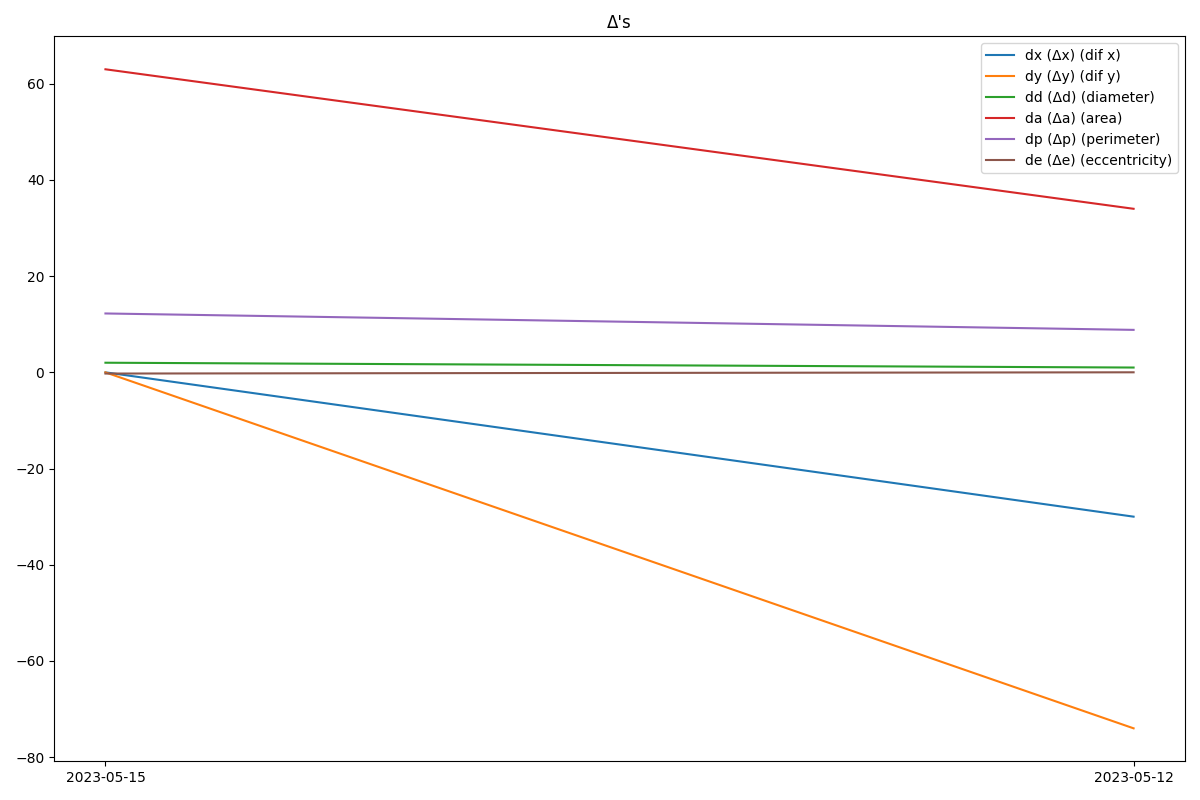 Δ's
dx (Δx) (dif x)
dy (Δy) (dif y)
dd (Δd) (diameter)
da (Δa) (area)
dp (Δp) (perimeter)
de (Δe) (eccentricity)
60
40
20
0
−20
−40
−60
−80
2023-05-15
2023-05-12